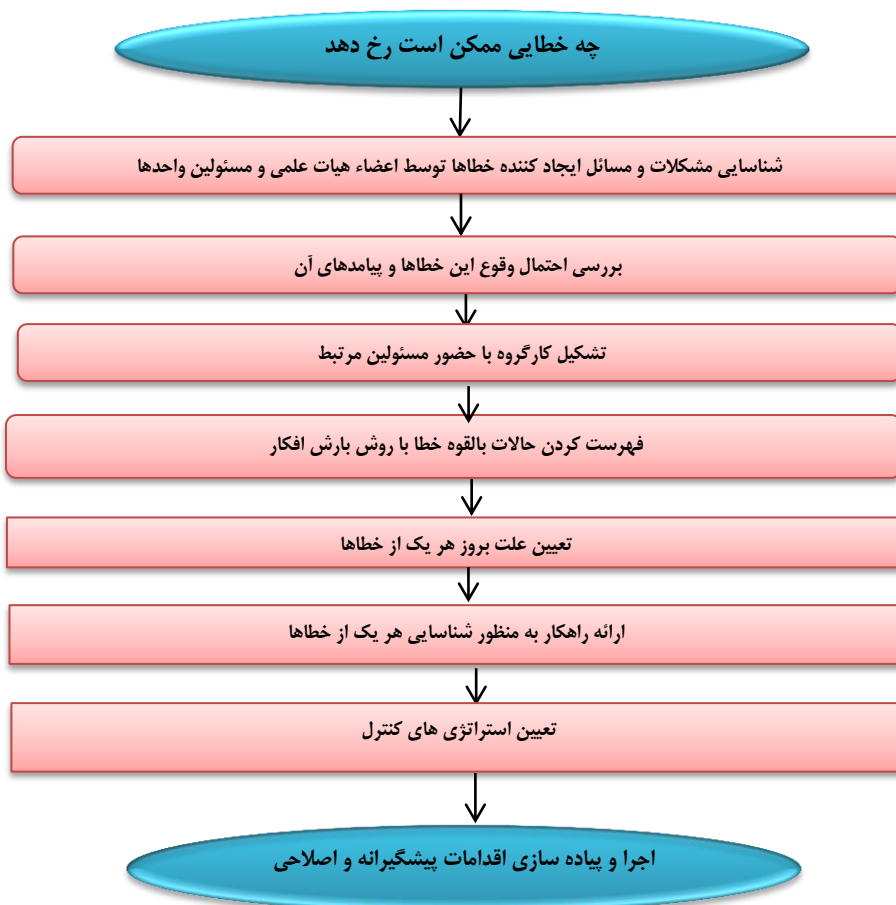 چه خطایی ممکن است رخ دهد
شناسایی مشکلات و مسائل ایجاد کننده خطاها توسط اعضاء هیات علمی و مسئولین واحدها
بررسی احتمال وقوع این خطاها و پیامدهای آن
تشکیل کارگروه با حضور مسئولین مرتبط
فهرست کردن حالات بالقوه خطا با روش بارش افکار
تعیین علت بروز هر یک از خطاها
ارائه راهکار به منظور شناسایی هر یک از خطاها
تعیین استراتژی های کنترل
اجرا و پیاده سازی اقدامات پیشگیرانه و اصلاحی